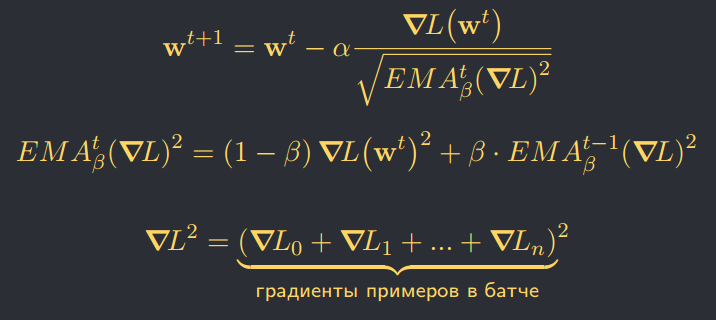 w^{t+1} = w^t − α ∇L(w^t) / √(EMA^t_β(∇L)^2)
EMA^t_β(∇L)^2 = (1 − β) ∇L(w^t)^2 + β · EMA^{t−1}_β(∇L)^2
∇L^2 = (∇L_0 + ∇L_1 + ... + ∇L_n)^2
градиенты примеров в батче